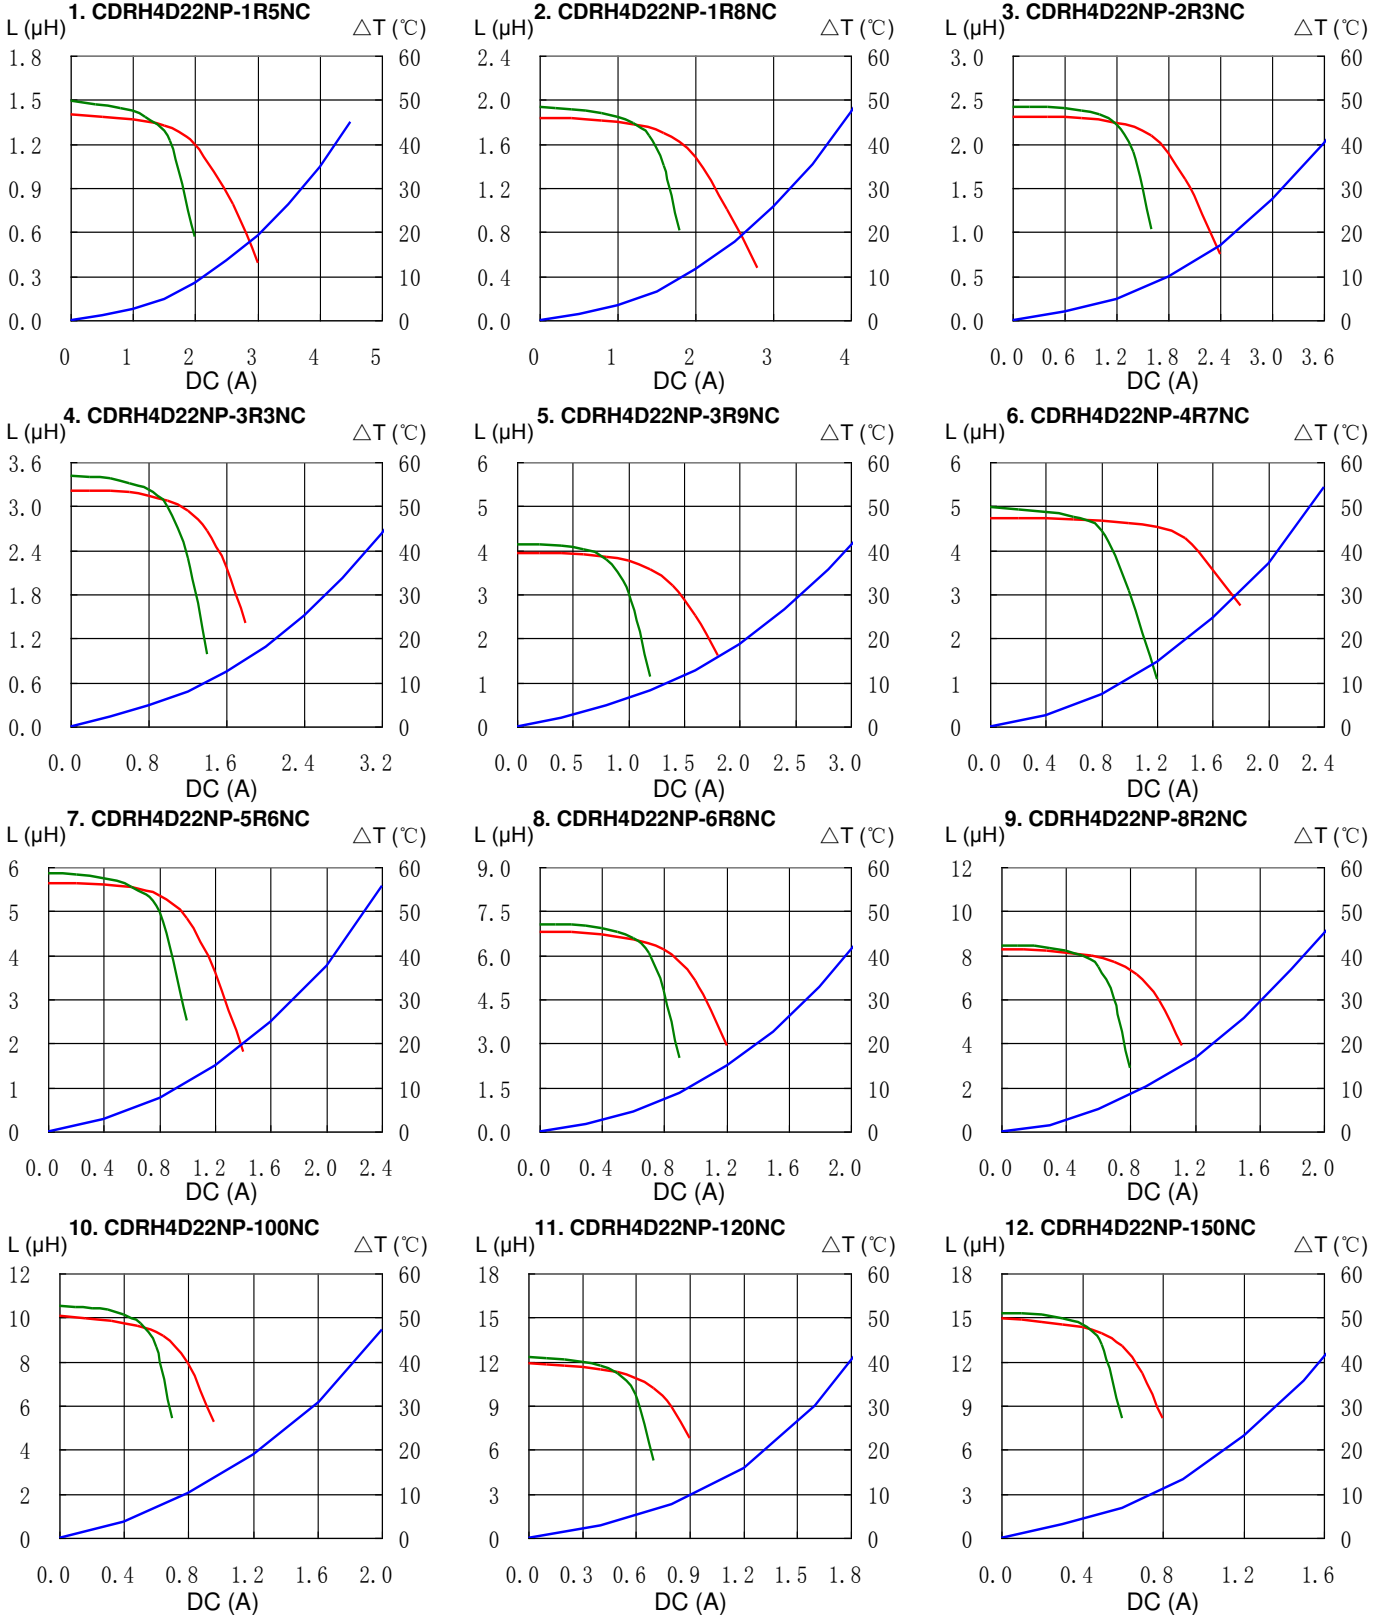 1. CDRH4D22NP-1R5NC 2. CDRH4D22NP-1R8NC 3. CDRH4D22NP-2R3NC
L (µH) △T (℃) L (µH) △T (℃) L (µH) △T (℃)
1.8 60 2.4 60 3.0 60
1.5 50 2.0 50 2.5 50
1.2 40 1.6 40 2.0 40
0.9 30 1.2 30 1.5 30
0.6 20 0.8 20 1.0 20
0.3 10 0.4 10 0.5 10
0.0 0 0.0 0 0.0 0
0 1 2 3 4 5 0 1 2 3 4 0.0 0.6 1.2 1.8 2.4 3.0 3.6
DC (A) DC (A) DC (A)
4. CDRH4D22NP-3R3NC 5. CDRH4D22NP-3R9NC 6. CDRH4D22NP-4R7NC
L (µH) △T (℃) L (µH) △T (℃) L (µH) △T (℃)
3.6 60 6 60 6 60
3.0 50 5 50 5 50
2.4 40 4 40 4 40
1.8 30 3 30 3 30
1.2 20 2 20 2 20
0.6 10 1 10 1 10
0.0 0 0 0 0 0
0.0 0.8 1.6 2.4 3.2 0.0 0.5 1.0 1.5 2.0 2.5 3.0 0.0 0.4 0.8 1.2 1.6 2.0 2.4
DC (A) DC (A) DC (A)
7. CDRH4D22NP-5R6NC 8. CDRH4D22NP-6R8NC 9. CDRH4D22NP-8R2NC
L (µH) △T (℃) L (µH) △T (℃) L (µH) △T (℃)
6 60 9.0 60 12 60
5 50 7.5 50 10 50
4 40 6.0 40 8 40
3 30 4.5 30 6 30
2 20 3.0 20 4 20
1 10 1.5 10 2 10
0 0 0.0 0 0 0
0.0 0.4 0.8 1.2 1.6 2.0 2.4 0.0 0.4 0.8 1.2 1.6 2.0 0.0 0.4 0.8 1.2 1.6 2.0
DC (A) DC (A) DC (A)
10. CDRH4D22NP-100NC 11. CDRH4D22NP-120NC 12. CDRH4D22NP-150NC
L (µH) △T (℃) L (µH) △T (℃) L (µH) △T (℃)
12 60 18 60 18 60
10 50 15 50 15 50
8 40 12 40 12 40
6 30 9 30 9 30
4 20 6 20 6 20
2 10 3 10 3 10
0 0 0 0 0 0
0.0 0.4 0.8 1.2 1.6 2.0 0.0 0.3 0.6 0.9 1.2 1.5 1.8 0.0 0.4 0.8 1.2 1.6
DC (A) DC (A) DC (A)